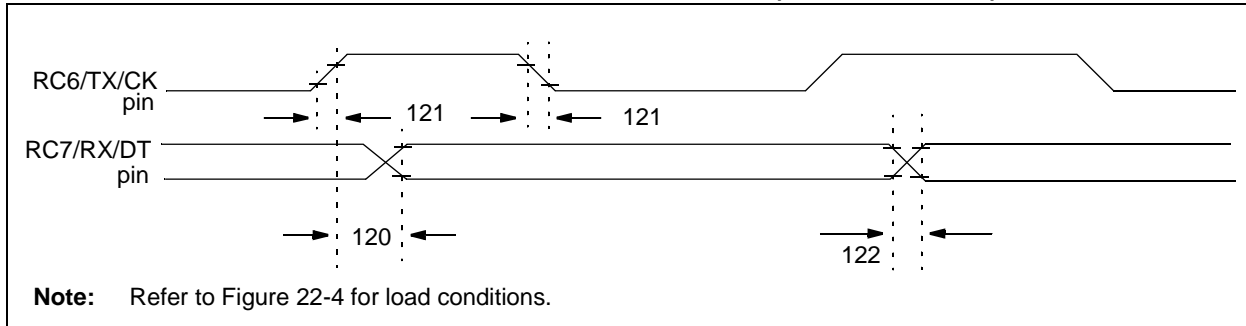 RC6/TX/CK
pin
121
121
RC7/RX/DT
pin
120
122
Note: Refer to Figure 22-4 for load conditions.